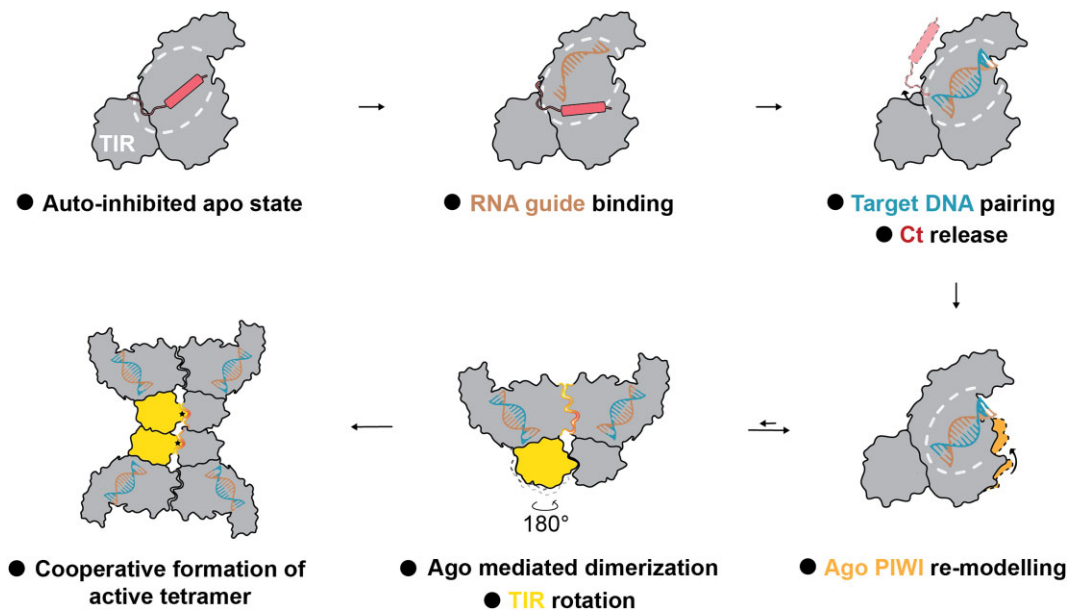 TIR
● Auto-inhibited apo state
● RNA guide binding
● Target DNA pairing
● Ct release
● Ago PIWI re-modelling
180°
● Ago mediated dimerization
● TIR rotation
● Cooperative formation of
active tetramer